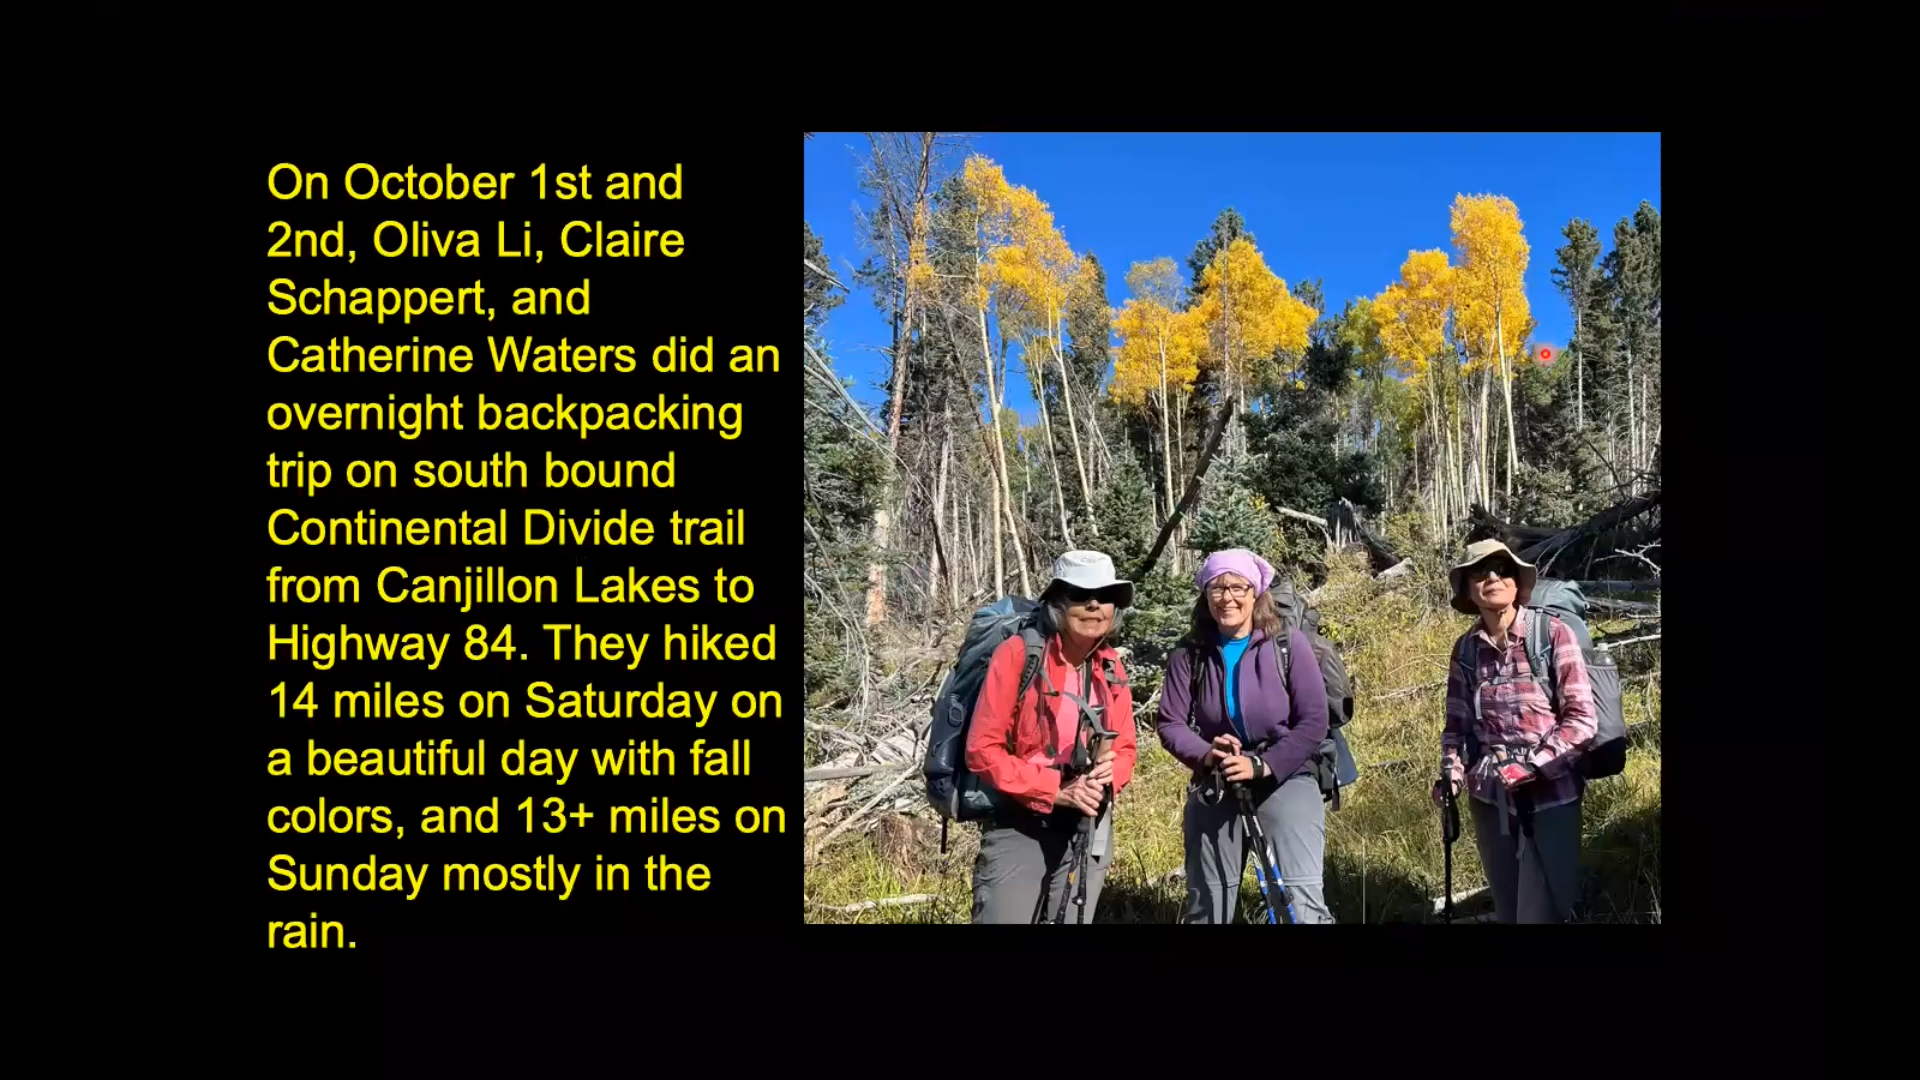 On October 1st and
2nd, Oliva Li, Claire
Schappert, and
Catherine Waters did an
overnight backpacking
trip on south bound
Continental Divide trail
from Canjillon Lakes to
Highway 84. They hiked
14 miles on Saturday on
a beautiful day with fall
colors, and 13+ miles on
Sunday mostly in the
rain.